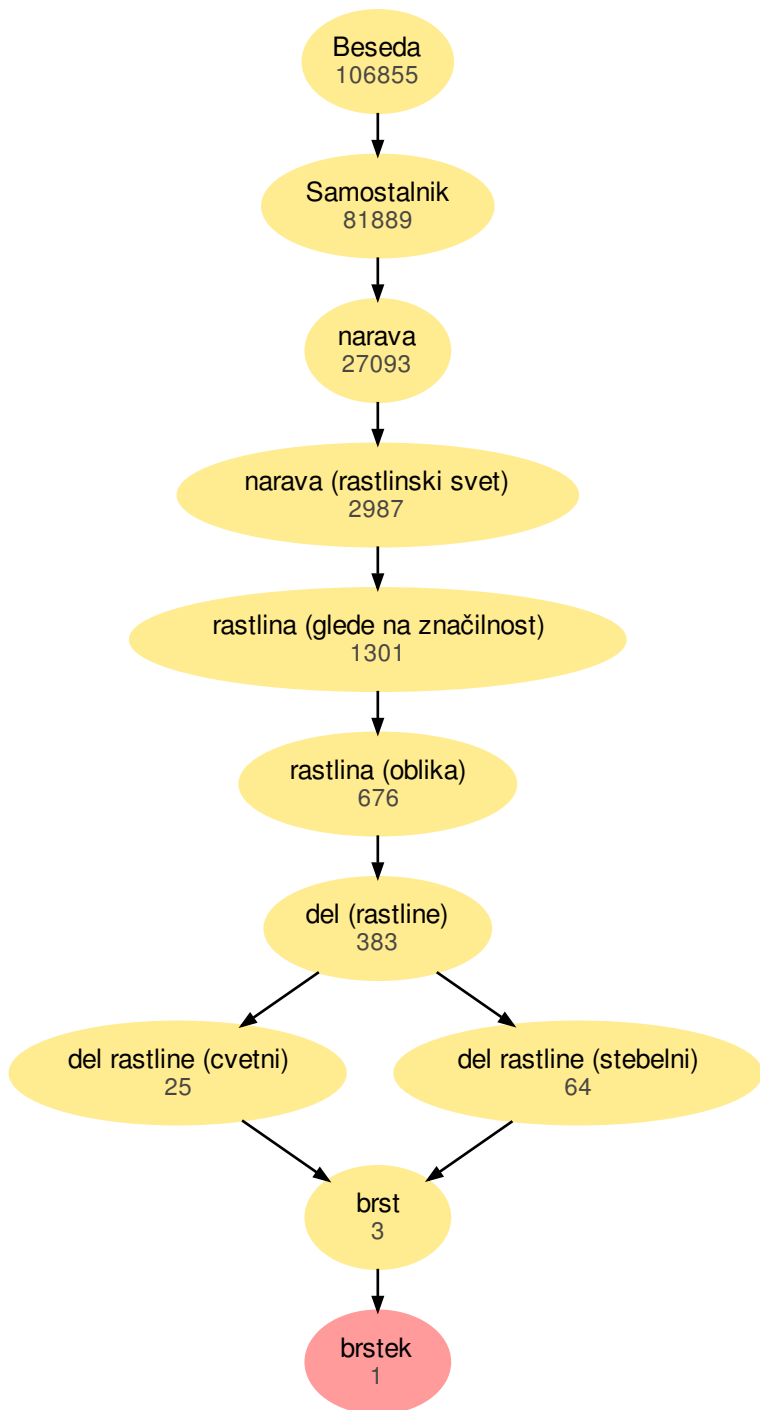 Beseda
106855
Samostalnik
81889
narava
27093
narava (rastlinski svet)
2987
rastlina (glede na značilnost)
1301
rastlina (oblika)
676
del (rastline)
383
del rastline (cvetni)
25
del rastline (stebelni)
64
brst
3
brstek
1